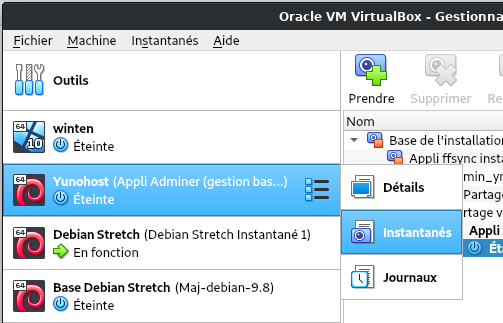 Oracle VM VirtualBox - Gestionna
Fichier Machine Instantanés Aide
Outils
64 10 winten
Éteinte
64 Yunohost (Appli Adminer (gestion bas...)
Éteinte
64 Debian Stretch (Debian Stretch Instantané 1)
En fonction
64 Base Debian Stretch (Maj-debian-9.8)
Éteinte
Prendre Supprimer Re
Nom
Base de l'installation
Appli ffsync insta
min_yn
Détails
Partage
rtage v
Instantanés
Appli
Éta
Journaux